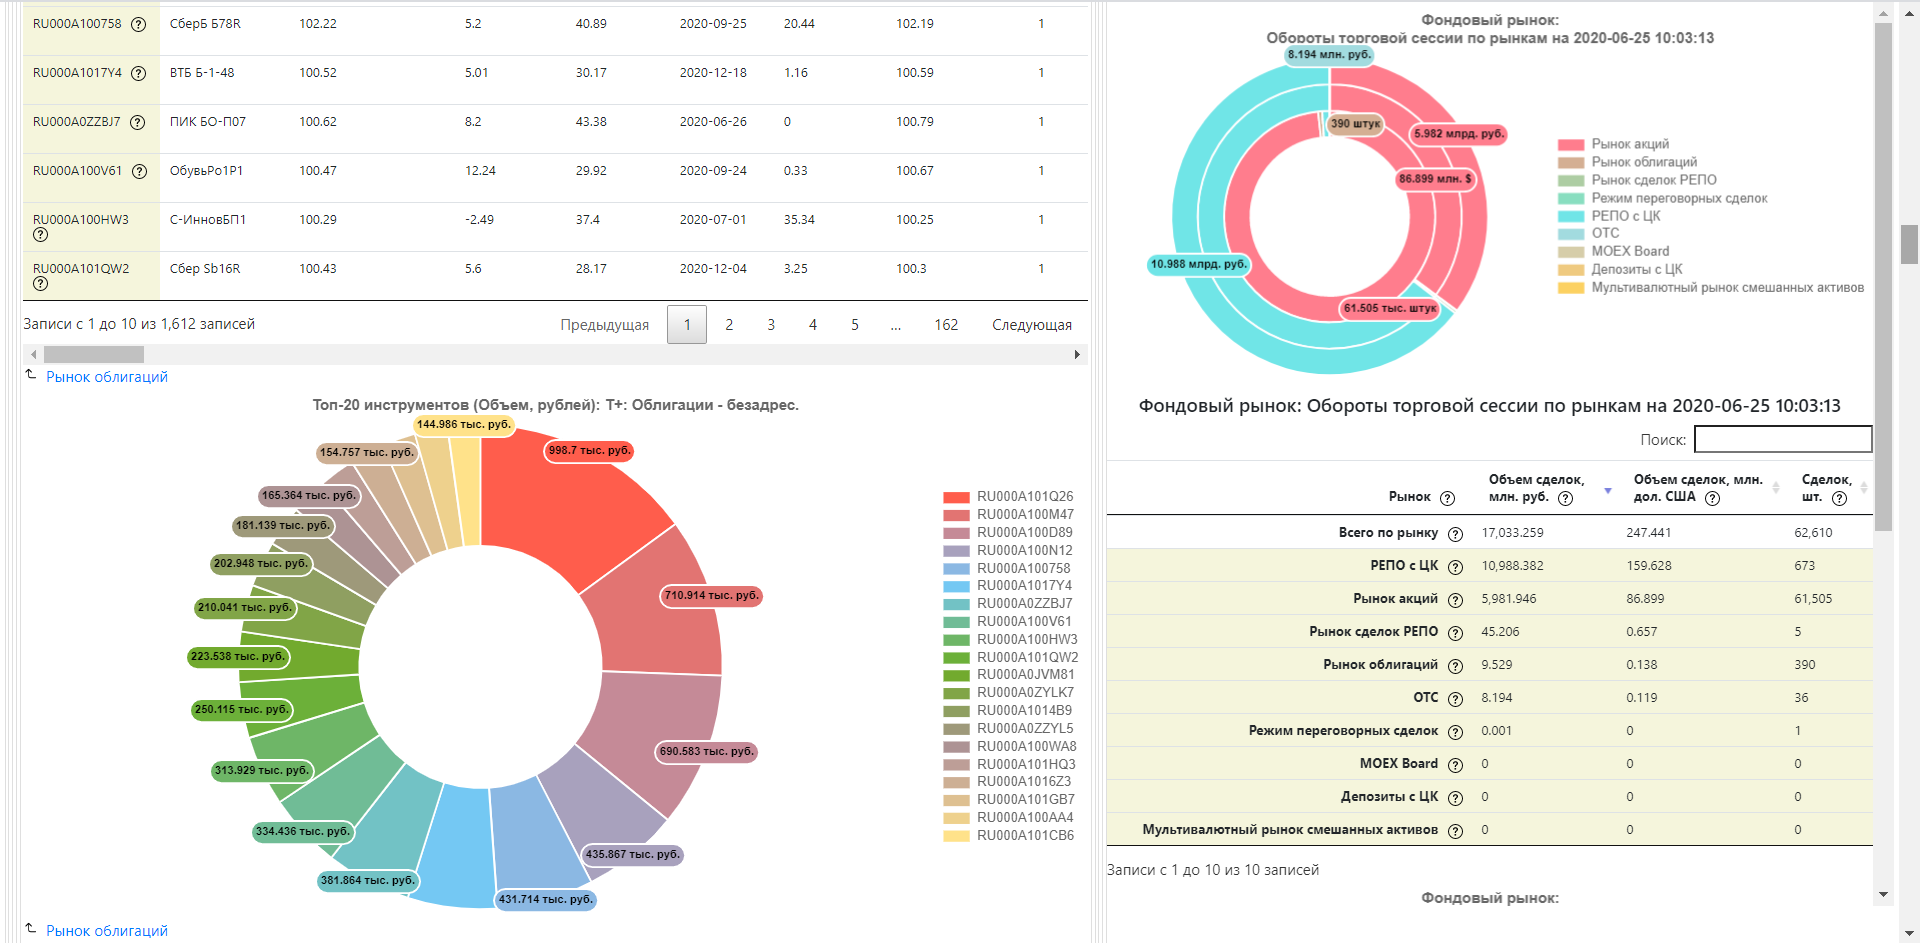 RU000A100758 СберБ Б78R 102.22 5.2 40.89 2020-09-25 20.44 102.19 1
RU000A1017Y4 ВТБ Б-1-48 100.52 5.01 30.17 2020-12-18 1.16 100.59 1
RU000A0ZZBJ7 ПИК БО-П07 100.62 8.2 43.38 2020-06-26 0 100.79 1
RU000A100V61 ОбувьРо1P1 100.47 12.24 29.92 2020-09-24 0.33 100.67 1
RU000A100HW3 С-ИнновБП1 100.29 -2.49 37.4 2020-07-01 35.34 100.25 1
RU000A101QW2 Сбер Sb16R 100.43 5.6 28.17 2020-12-04 3.25 100.3 1
Записи с 1 до 10 из 1,612 записей
Предыдущая 1 2 3 4 5 ... 162 Следующая
Рынок облигаций
Топ-20 инструментов (Объем, рублей): T+: Облигации - безадрес.
144.986 тыс. руб.
998.7 тыс. руб.
154.757 тыс. руб.
165.364 тыс. руб.
181.139 тыс. руб.
202.948 тыс. руб.
710.914 тыс. руб.
210.041 тыс. руб.
223.538 тыс. руб.
250.115 тыс. руб.
690.583 тыс. руб.
313.929 тыс. руб.
334.436 тыс. руб.
435.867 тыс. руб.
381.864 тыс. руб.
431.714 тыс. руб.
RU000A101Q26
RU000A100M47
RU000A100D89
RU000A100N12
RU000A100758
RU000A1017Y4
RU000A0ZZBJ7
RU000A100V61
RU000A100HW3
RU000A101QW2
RU000A0JVM81
RU000A0ZYLK7
RU000A1014B9
RU000A0ZZYL5
RU000A100WA8
RU000A101HQ3
RU000A1016Z3
RU000A101GB7
RU000A100AA4
RU000A101CB6
Рынок облигаций
Фондовый рынок:
Обороты торговой сессии по рынкам на 2020-06-25 10:03:13
8.194 млн. руб.
390 штук
5.982 млрд. руб.
86.899 млн. $
10.988 млрд. руб.
61.505 тыс. штук
Рынок акций
Рынок облигаций
Рынок сделок РЕПО
Режим переговорных сделок
РЕПО с ЦК
OTC
MOEX Board
Депозиты с ЦК
Мультивалютный рынок смешанных активов
Фондовый рынок: Обороты торговой сессии по рынкам на 2020-06-25 10:03:13
Поиск:
Объем сделок, Объем сделок, млн. Сделок,
Рынок млн. руб. дол. США шт.
Всего по рынку 17,033.259 247.441 62,610
РЕПО с ЦК 10,988.382 159.628 673
Рынок акций 5,981.946 86.899 61,505
Рынок сделок РЕПО 45.206 0.657 5
Рынок облигаций 9.529 0.138 390
OTC 8.194 0.119 36
Режим переговорных сделок 0.001 0 1
MOEX Board 0 0 0
Депозиты с ЦК 0 0 0
Мультивалютный рынок смешанных активов 0 0 0
Записи с 1 до 10 из 10 записей
Фондовый рынок: